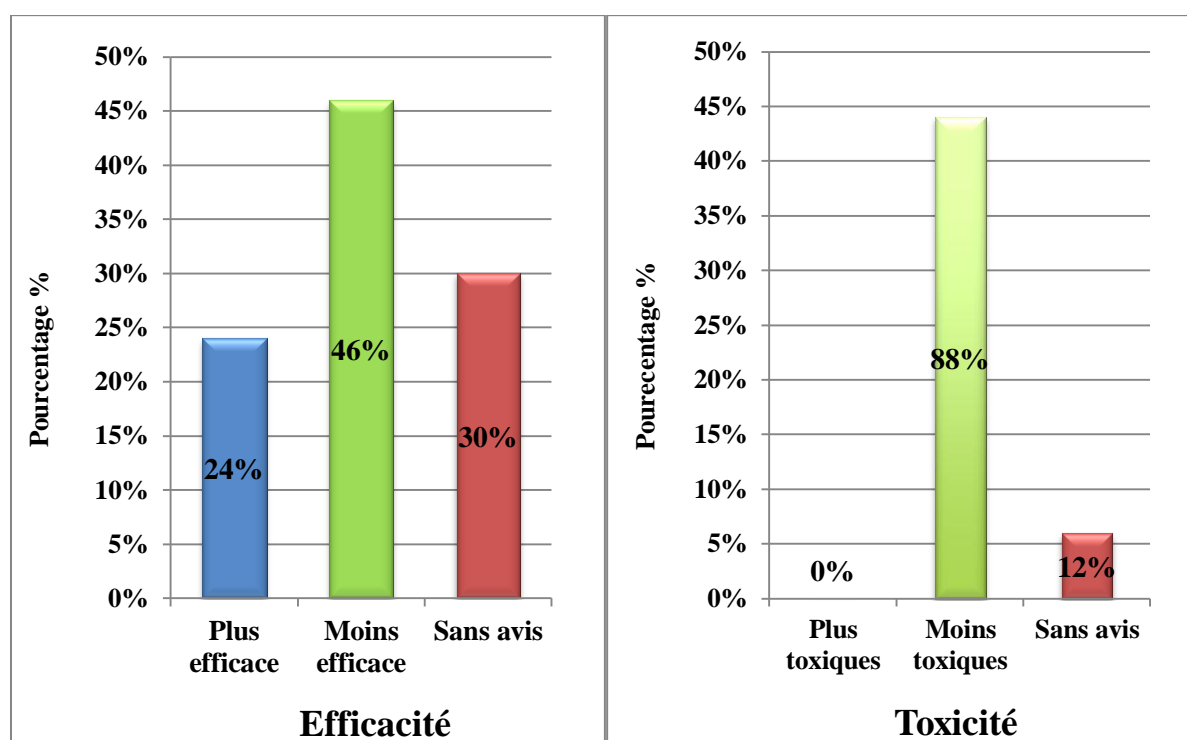 50%
45%
40%
35%
30%
25%
20%
15%
10%
5%
0%
Pourcentage %
24%
46%
30%
Plus
efficace
Moins
efficace
Sans avis
Efficacité
50%
45%
40%
35%
30%
25%
20%
15%
10%
5%
0%
Pourecentage %
0%
88%
12%
Plus
toxiques
Moins
toxiques
Sans avis
Toxicité